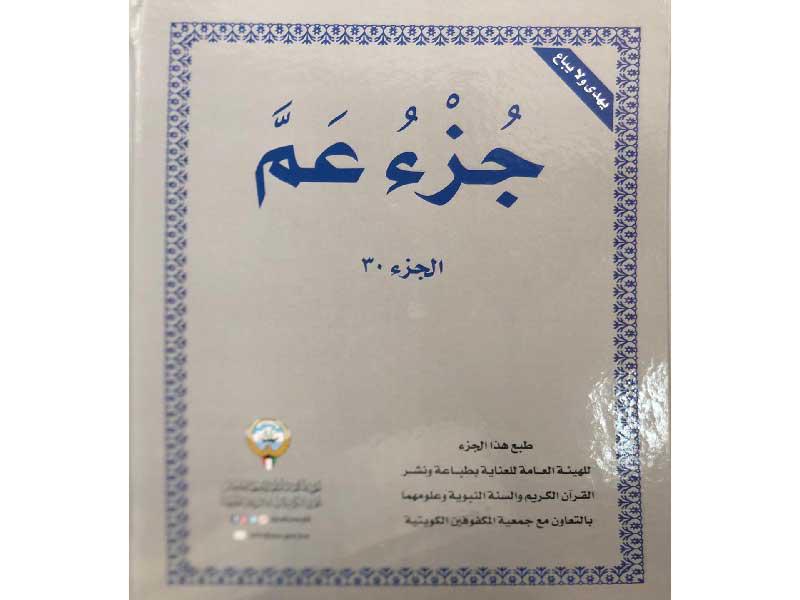 يهدى ولا يباع
جُزْءُ عَمَّ
الجزء ٣٠
طبع هذا الجزء
للهيئة العامة للعناية بطباعة ونشر
القرآن الكريم والسنة النبوية وعلومهما
بالتعاون مع جمعية المكفوفين الكويتية